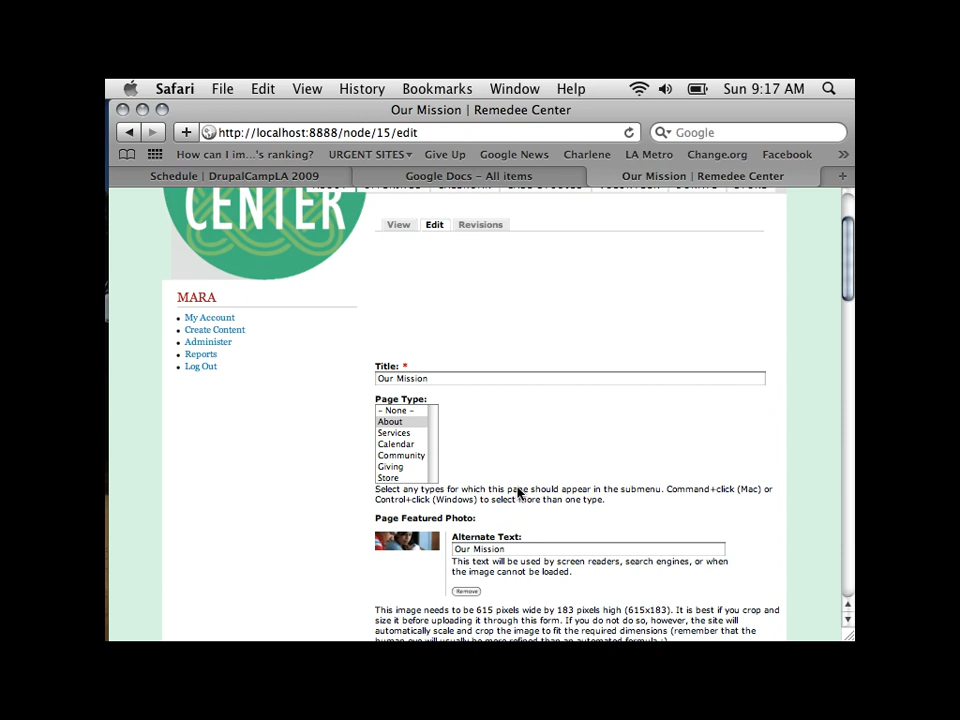 Safari File Edit View History Bookmarks Window Help Sun 9:17 AM
Our Mission | Remedee Center
http://localhost:8888/node/15/edit Google
How can I im...'s ranking? URGENT SITES▾ Give Up Google News Charlene LA Metro Change.org Facebook »
Schedule | DrupalCampLA 2009 Google Docs - All items Our Mission | Remedee Center +
CENTER
View Edit Revisions
MARA
My Account
Create Content
Administer
Reports
Log Out
Title: *
Our Mission
Page Type:
- None -
About
Services
Calendar
Community
Giving
Store
Select any types for which this page should appear in the submenu. Command+click (Mac) or
Control+click (Windows) to select more than one type.
Page Featured Photo:
Alternate Text:
Our Mission
This text will be used by screen readers, search engines, or when
the image cannot be loaded.
Remove
This image needs to be 615 pixels wide by 183 pixels high (615x183). It is best if you crop and
size it before uploading it through this form. If you do not do so, however, the site will
automatically scale and crop the image to fit the required dimensions (remember that the